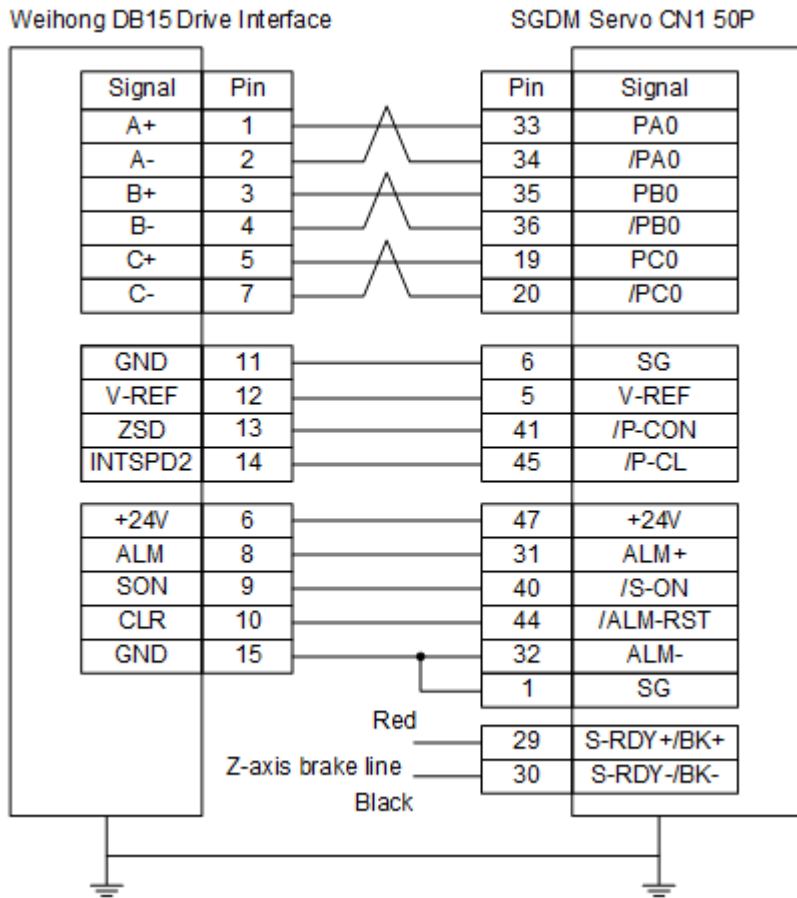 Weihong DB15 Drive Interface SGDM Servo CN1 50P
Signal Pin Pin Signal
A+ 1 33 PA0
A- 2 34 /PA0
B+ 3 35 PB0
B- 4 36 /PB0
C+ 5 19 PC0
C- 7 20 /PC0
GND 11 6 SG
V-REF 12 5 V-REF
ZSD 13 41 /P-CON
INTSPD2 14 45 /P-CL
+24V 6 47 +24V
ALM 8 31 ALM+
SON 9 40 /S-ON
CLR 10 44 /ALM-RST
GND 15 32 ALM-
1 SG
Red
29 S-RDY+/BK+
Z-axis brake line 30 S-RDY-/BK-
Black